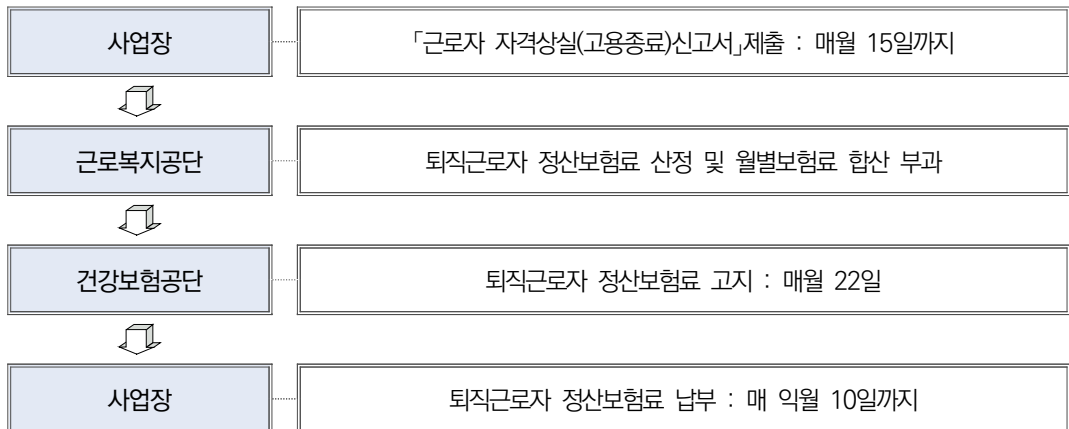 사업장
「근로자 자격상실(고용종료)신고서」제출 : 매월 15일까지
근로복지공단
퇴직근로자 정산보험료 산정 및 월별보험료 합산 부과
건강보험공단
퇴직근로자 정산보험료 고지 : 매월 22일
사업장
퇴직근로자 정산보험료 납부 : 매 익월 10일까지